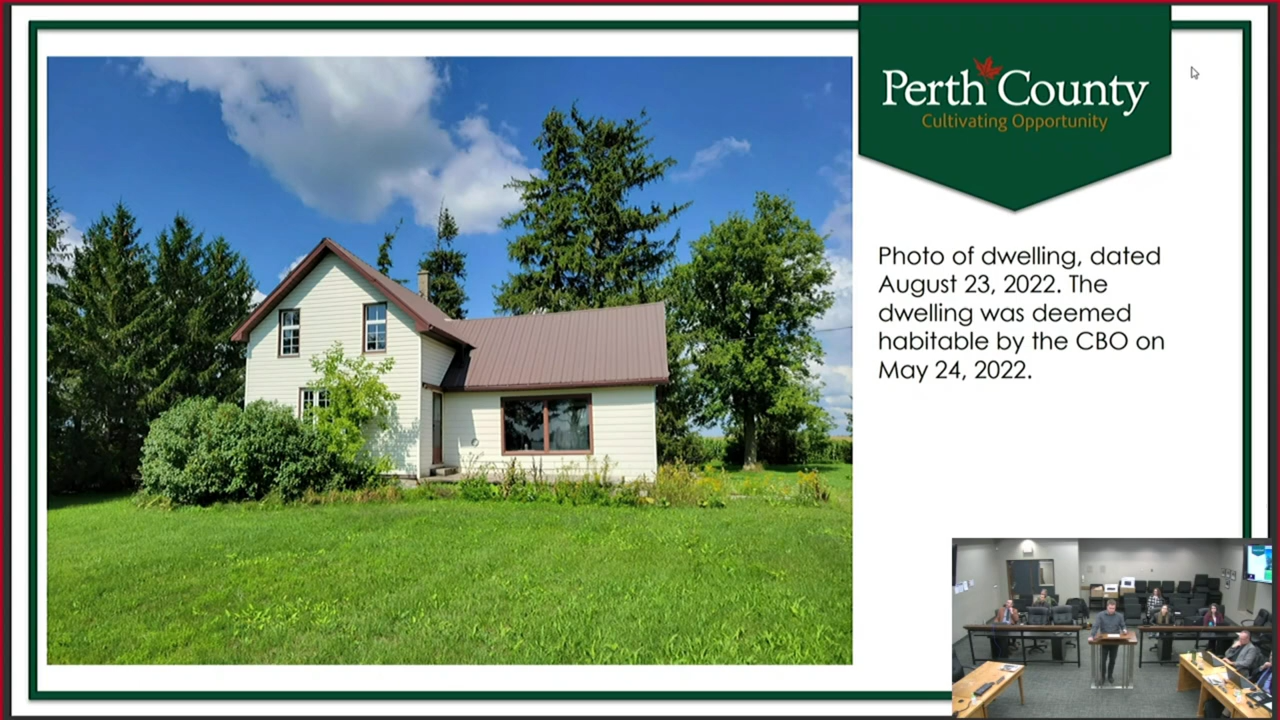 Perth County
Cultivating Opportunity
Photo of dwelling, dated
August 23, 2022. The
dwelling was deemed
habitable by the CBO on
May 24, 2022.